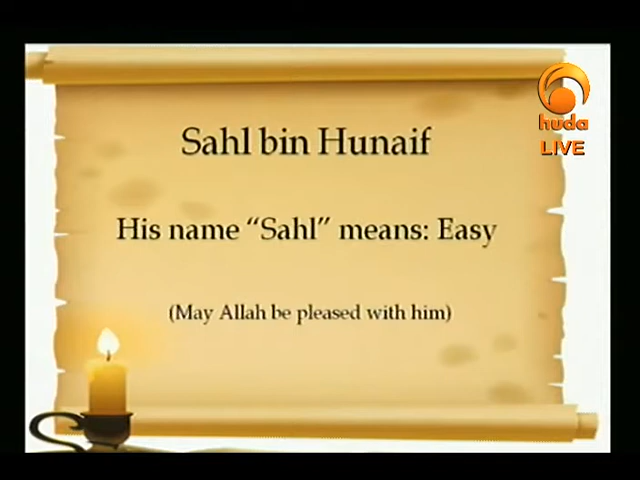 Sahl bin Hunaif
His name “Sahl” means: Easy
(May Allah be pleased with him)
huda
LIVE